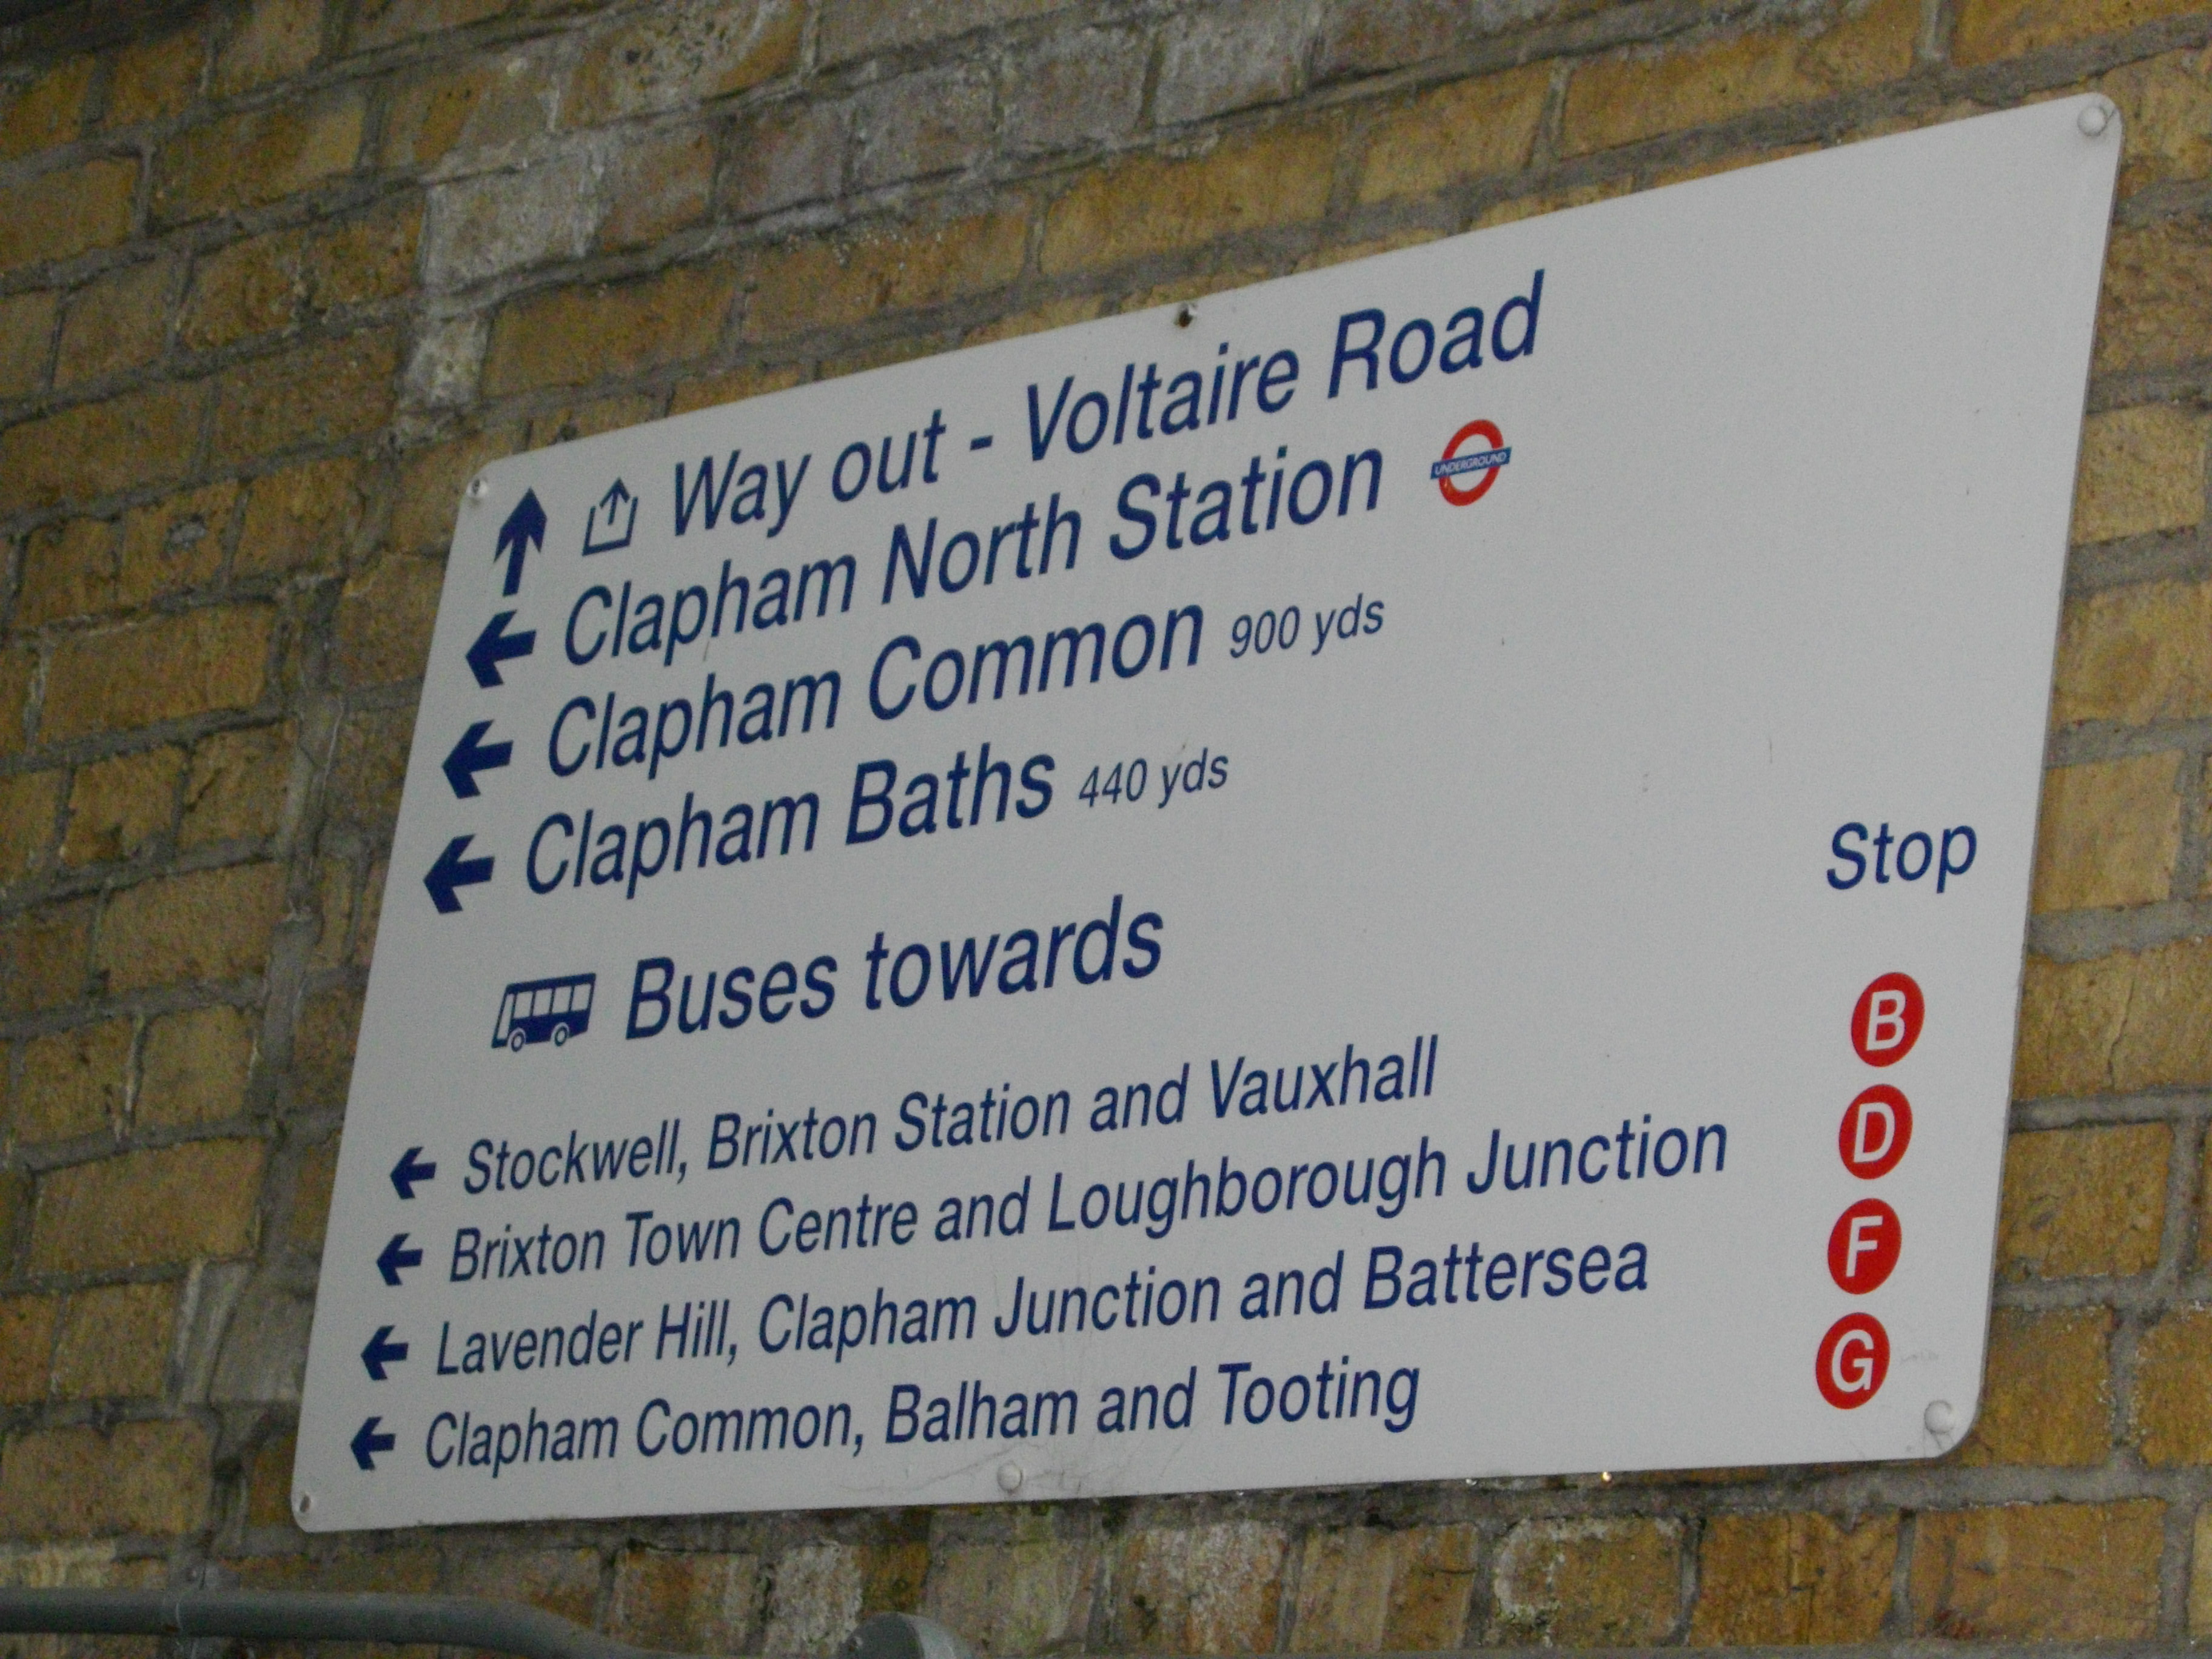 Way out - Voltaire Road
Clapham North Station UNDERGROUND
Clapham Common 900 yds
Clapham Baths 440 yds
Stop
Buses towards
Stockwell, Brixton Station and Vauxhall B
Brixton Town Centre and Loughborough Junction D
Lavender Hill, Clapham Junction and Battersea F
Clapham Common, Balham and Tooting G